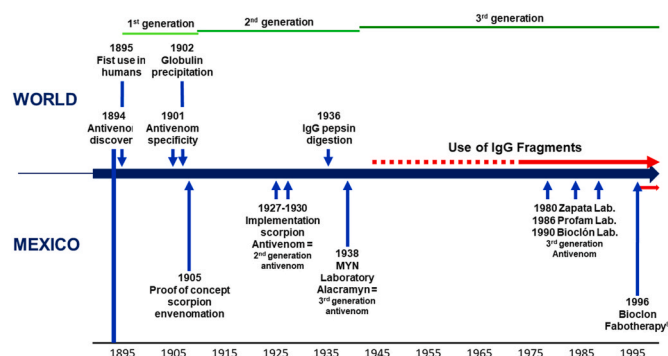 1st generation
2nd generation
3rd generation
1895
Fist use in
humans
1902
Globulin
precipitation
WORLD
1894
Antivenom
discover
1901
Antivenom
specificity
1936
IgG pepsin
digestion
Use of IgG Fragments
MEXICO
1905
Proof of concept
scorpion
envenomation
1927-1930
Implementation
scorpion
Antivenom =
2nd generation
antivenom
1938
MYN
Laboratory
Alacramyn =
3rd generation
antivenom
1980 Zapata Lab.
1986 Profam Lab.
1990 Bioclón Lab.
3rd generation
Antivenom
1996
Bioclon
Fabotherapy
1895 1905 1915 1925 1935 1945 1955 1965 1975 1985 1995